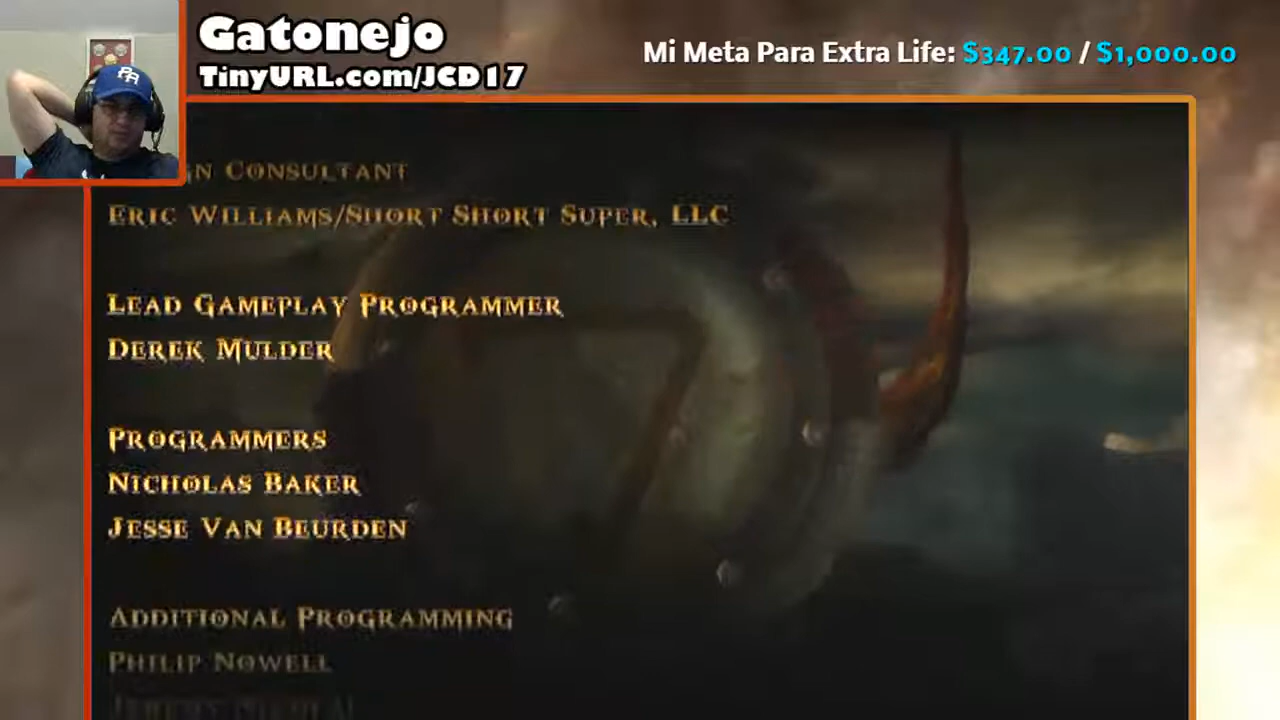 Gatonejo
TinyURL.com/JCD17
Mi Meta Para Extra Life: $347.00 / $1,000.00
Consultant
Eric Williams/Short Short Super, LLC
Lead Gameplay Programmer
Derek Mulder
Programmers
Nicholas Baker
Jesse Van Beurden
Additional Programming
Philip Nowell